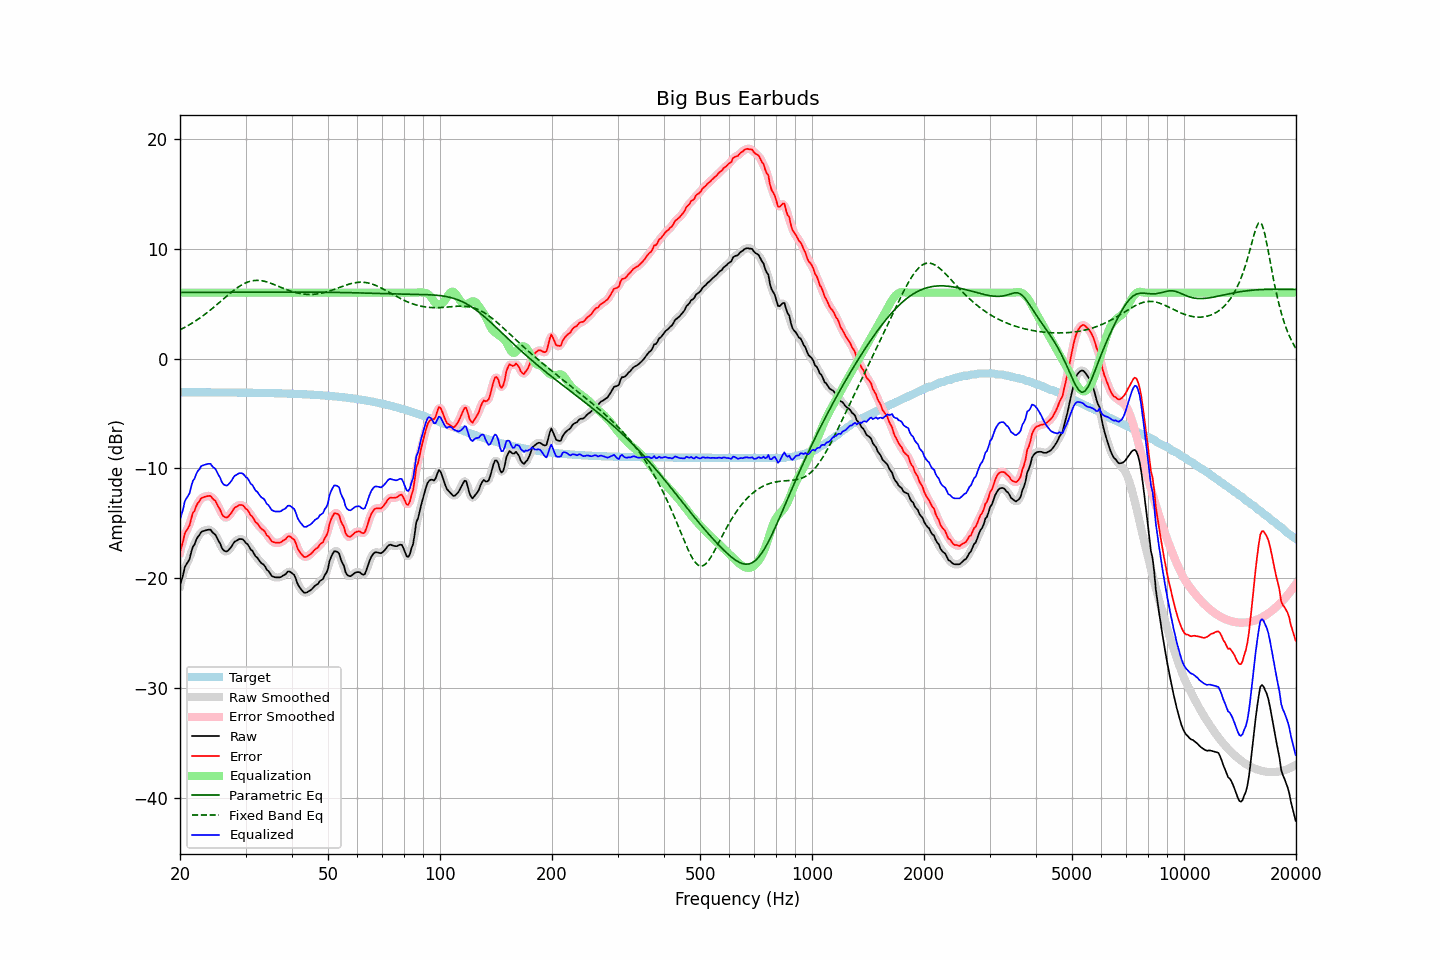 Big Bus Earbuds
Amplitude (dBr)
20
10
0
−10
−20
−30
−40
Target
Raw Smoothed
Error Smoothed
Raw
Error
Equalization
Parametric Eq
Fixed Band Eq
Equalized
20 50 100 200 500 1000 2000 5000 10000 20000
Frequency (Hz)